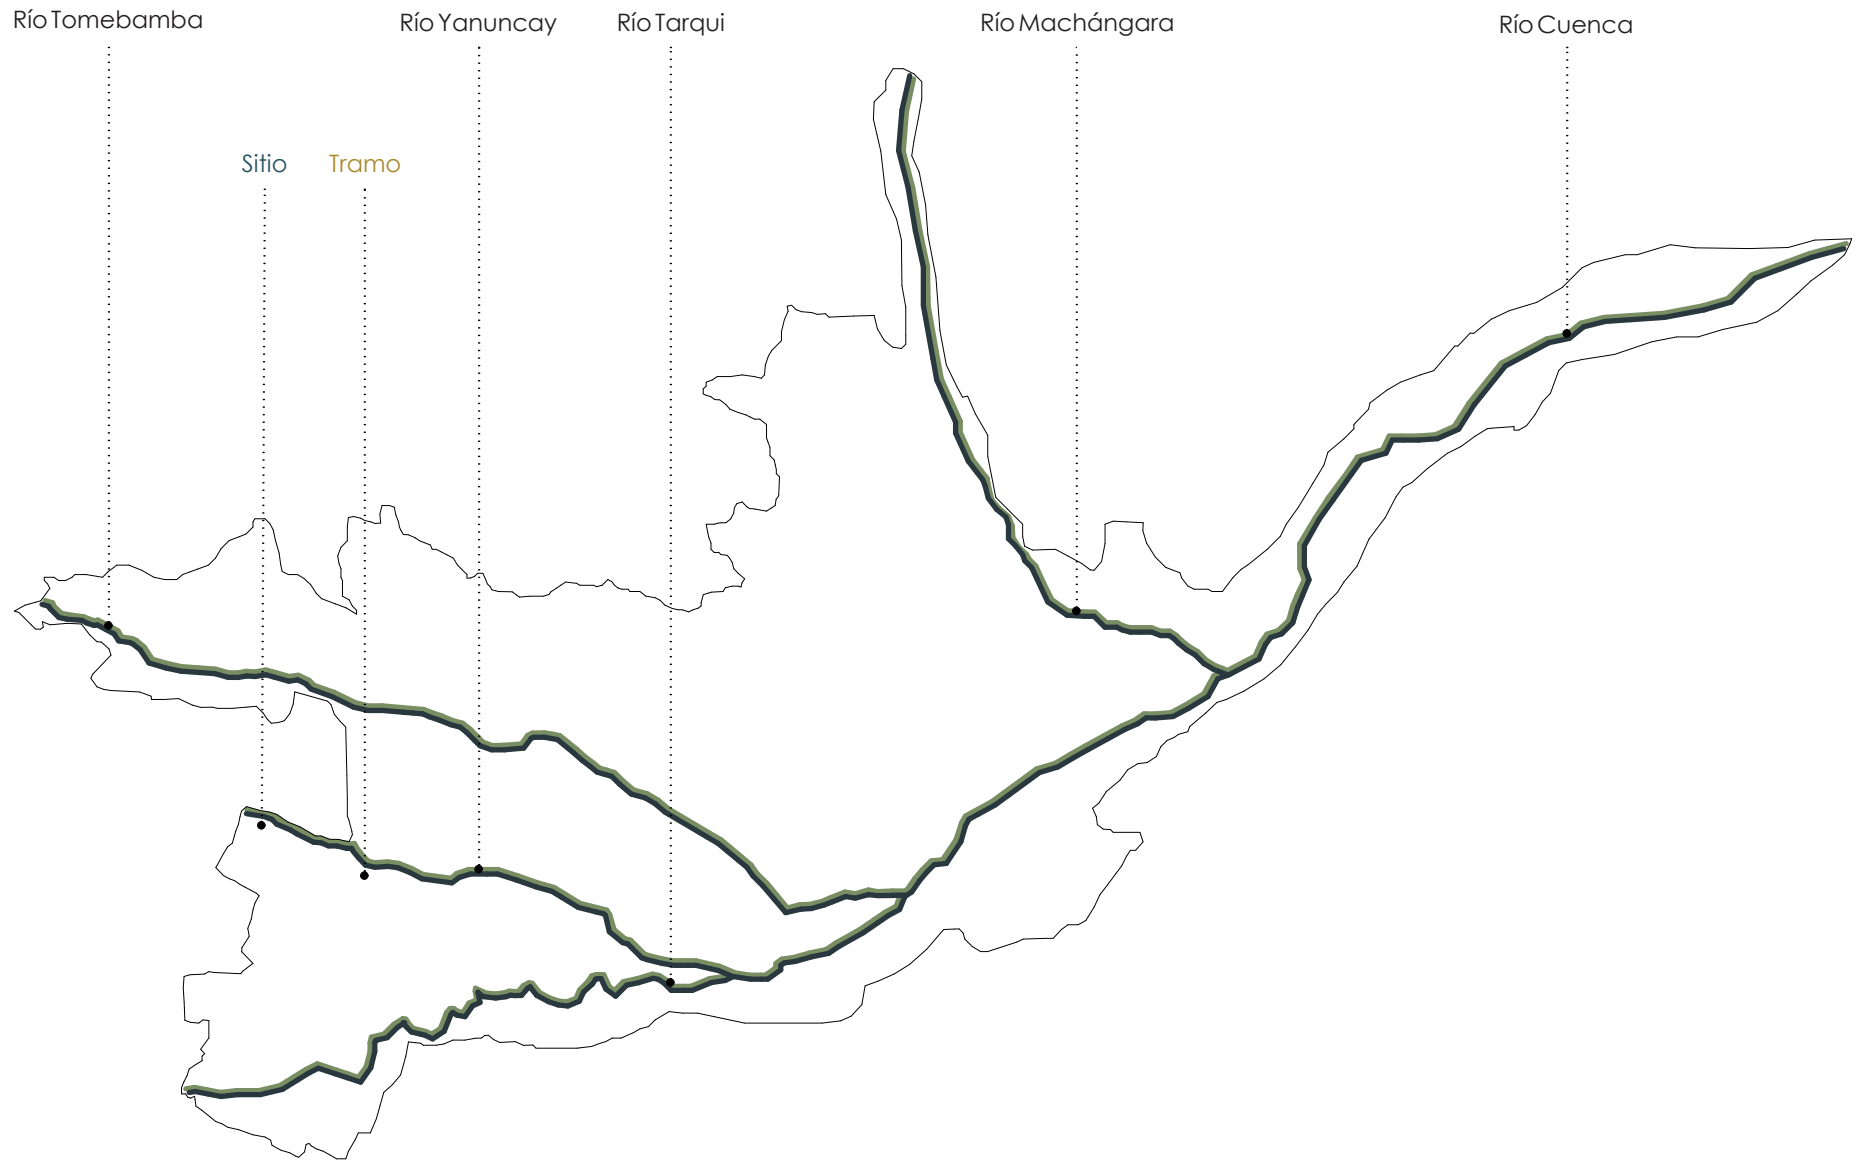 Río Tomebamba
Río Yanuncay
Río Tarqui
Río Machángara
Río Cuenca
Sitio
Tramo